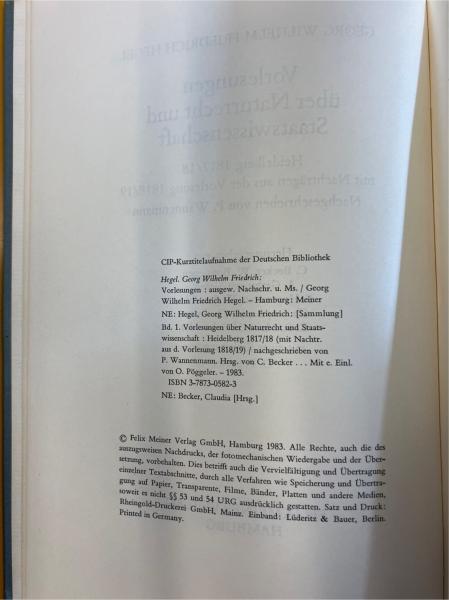 CIP-Kurztitelaufnahme der Deutschen Bibliothek
Hegel, Georg Wilhelm Friedrich:
Vorlesungen : ausgew. Nachschr. u. Ms. / Georg
Wilhelm Friedrich Hegel. – Hamburg: Meiner
NE: Hegel, Georg Wilhelm Friedrich: [Sammlung]
Bd. 1. Vorlesungen über Naturrecht und Staats-
wissenschaft : Heidelberg 1817/18 (mit Nachtr.
aus d. Vorlesung 1818/19) / nachgeschrieben von
P. Wannenmann. Hrsg. von C. Becker . . . Mit e. Einl.
von O. Pöggeler. – 1983.
ISBN 3-7873-0582-3
NE: Becker, Claudia [Hrsg.]
© Felix Meiner Verlag GmbH, Hamburg 1983. Alle Rechte, auch die des
auszugsweisen Nachdrucks, der fotomechanischen Wiedergabe und der Über-
setzung, vorbehalten. Dies betrifft auch die Vervielfältigung und Übertragung
einzelner Textabschnitte, durch alle Verfahren wie Speicherung und Übertra-
gung auf Papier, Transparente, Filme, Bänder, Platten und andere Medien,
soweit es nicht §§ 53 und 54 URG ausdrücklich gestatten. Satz und Druck:
Rheingold-Druckerei GmbH, Mainz. Einband: Lüderitz & Bauer, Berlin.
Printed in Germany.